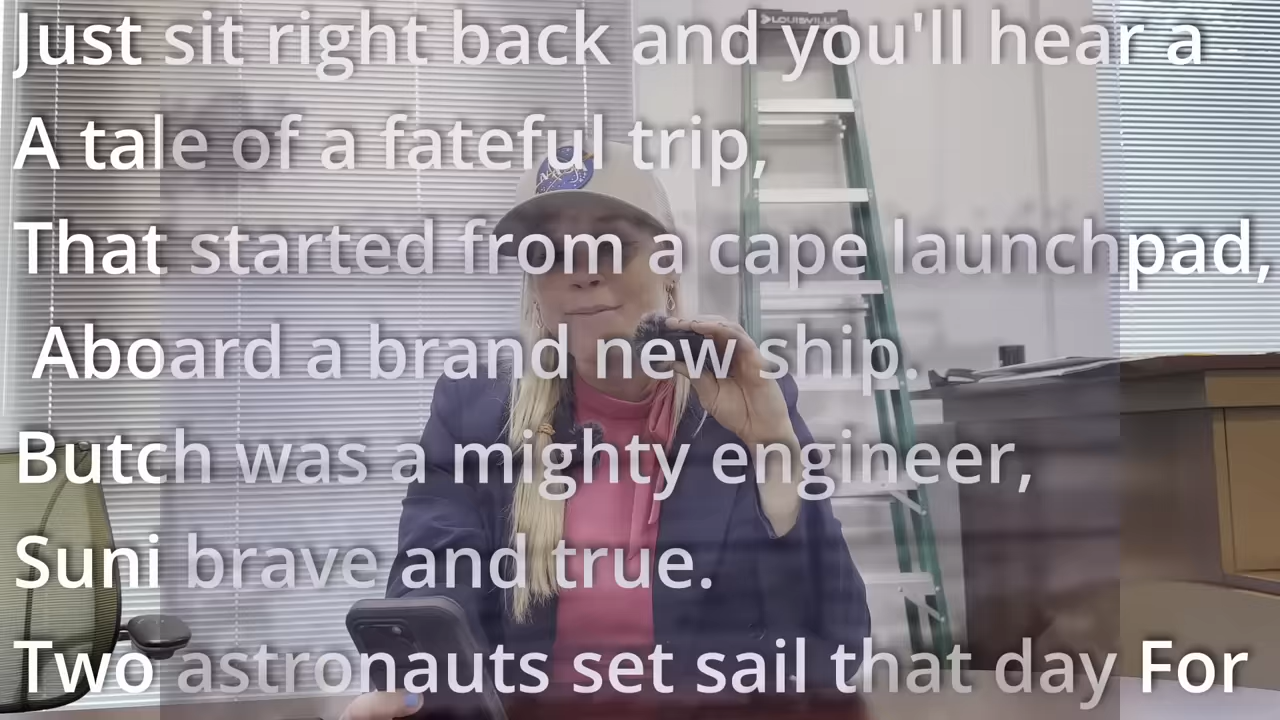 Just sit right back and you'll hear a
A tale of a fateful trip,
That started from a cape launchpad,
Aboard a brand new ship.
Butch was a mighty engineer,
Suni brave and true.
Two astronauts set sail that day For
LOUISVILLE
NASA